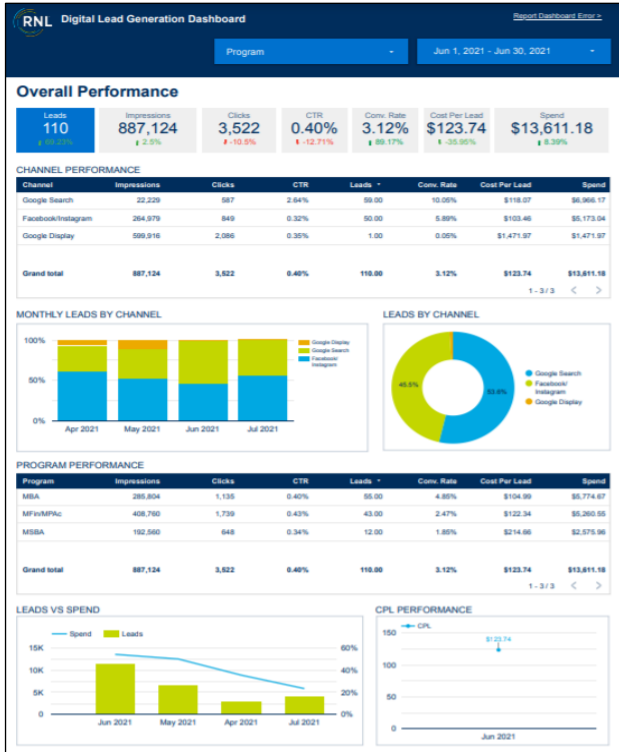 RNL Digital Lead Generation Dashboard
Report Dashboard Error >
Program
Jun 1, 2021 - Jun 30, 2021
Overall Performance
Leads Impressions Clicks CTR Conv. Rate Cost Per Lead Spend
110 887,124 3,522 0.40% 3.12% $123.74 $13,611.18
2.5% -10.5% -12.71% 89.17% -35.95% 8.39%
CHANNEL PERFORMANCE
Channel Impressions Clicks CTR Leads Conv. Rate Cost Per Lead Spend
Google Search 22,229 587 2.64% 59.00 10.05% $118.07 $6,966.17
Facebook/Instagram 264,979 849 0.32% 50.00 5.89% $103.46 $5,173.04
Google Display 599,916 2,086 0.35% 1.00 0.05% $1,471.97 $1,471.97
Grand total 887,124 3,522 0.40% 110.00 3.12% $123.74 $13,611.18
1 - 3 / 3 < >
MONTHLY LEADS BY CHANNEL
100%
50%
0%
Apr 2021 May 2021 Jun 2021 Jul 2021
Google Display
Google Search
Facebook/
Instagram
LEADS BY CHANNEL
45.5%
53.6%
Google Search
Facebook/
Instagram
Google Display
PROGRAM PERFORMANCE
Program Impressions Clicks CTR Leads Conv. Rate Cost Per Lead Spend
MBA 285,804 1,135 0.40% 55.00 4.85% $104.99 $5,774.67
MFin/MPAc 408,760 1,739 0.43% 43.00 2.47% $122.34 $5,260.55
MSBA 192,560 648 0.34% 12.00 1.85% $214.66 $2,575.96
Grand total 887,124 3,522 0.40% 110.00 3.12% $123.74 $13,611.18
1 - 3 / 3 < >
LEADS VS SPEND
Spend Leads
15K 60%
10K 40%
5K 20%
0 0%
Jun 2021 May 2021 Apr 2021 Jul 2021
CPL PERFORMANCE
CPL
150
$123.74
100
50
0
Jun 2021